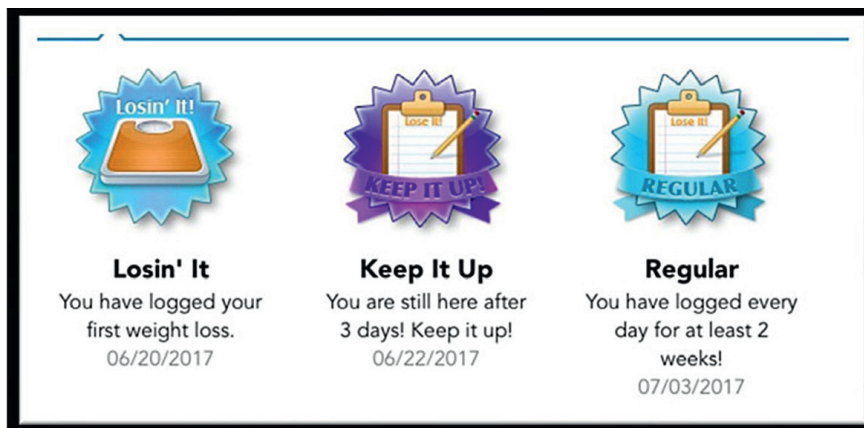 Losin' It!
Lose It!
KEEP IT UP!
Lose It!
REGULAR
Losin' It
You have logged your
first weight loss.
06/20/2017
Keep It Up
You are still here after
3 days! Keep it up!
06/22/2017
Regular
You have logged every
day for at least 2
weeks!
07/03/2017